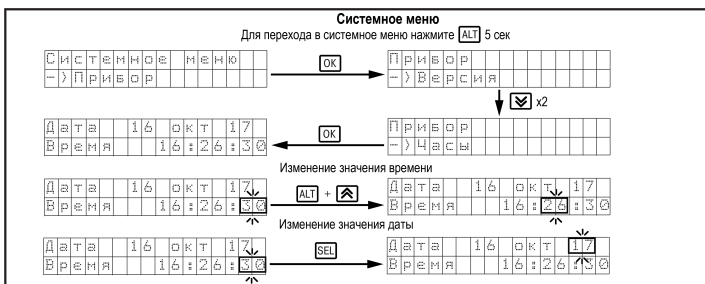 Системное меню
Для перехода в системное меню нажмите ALT 5 сек
Системное меню
–>Прибор
OK
Прибор
–>Версия
x2
Дата 16 окт 17
Время 16:26:30
OK
Прибор
–>Часы
Изменение значения времени
Дата 16 окт 17
Время 16:26:30
ALT +
Дата 16 окт 17
Время 16:26:30
Изменение значения даты
Дата 16 окт 17
Время 16:26:30
SEL
Дата 16 окт 17
Время 16:26:30